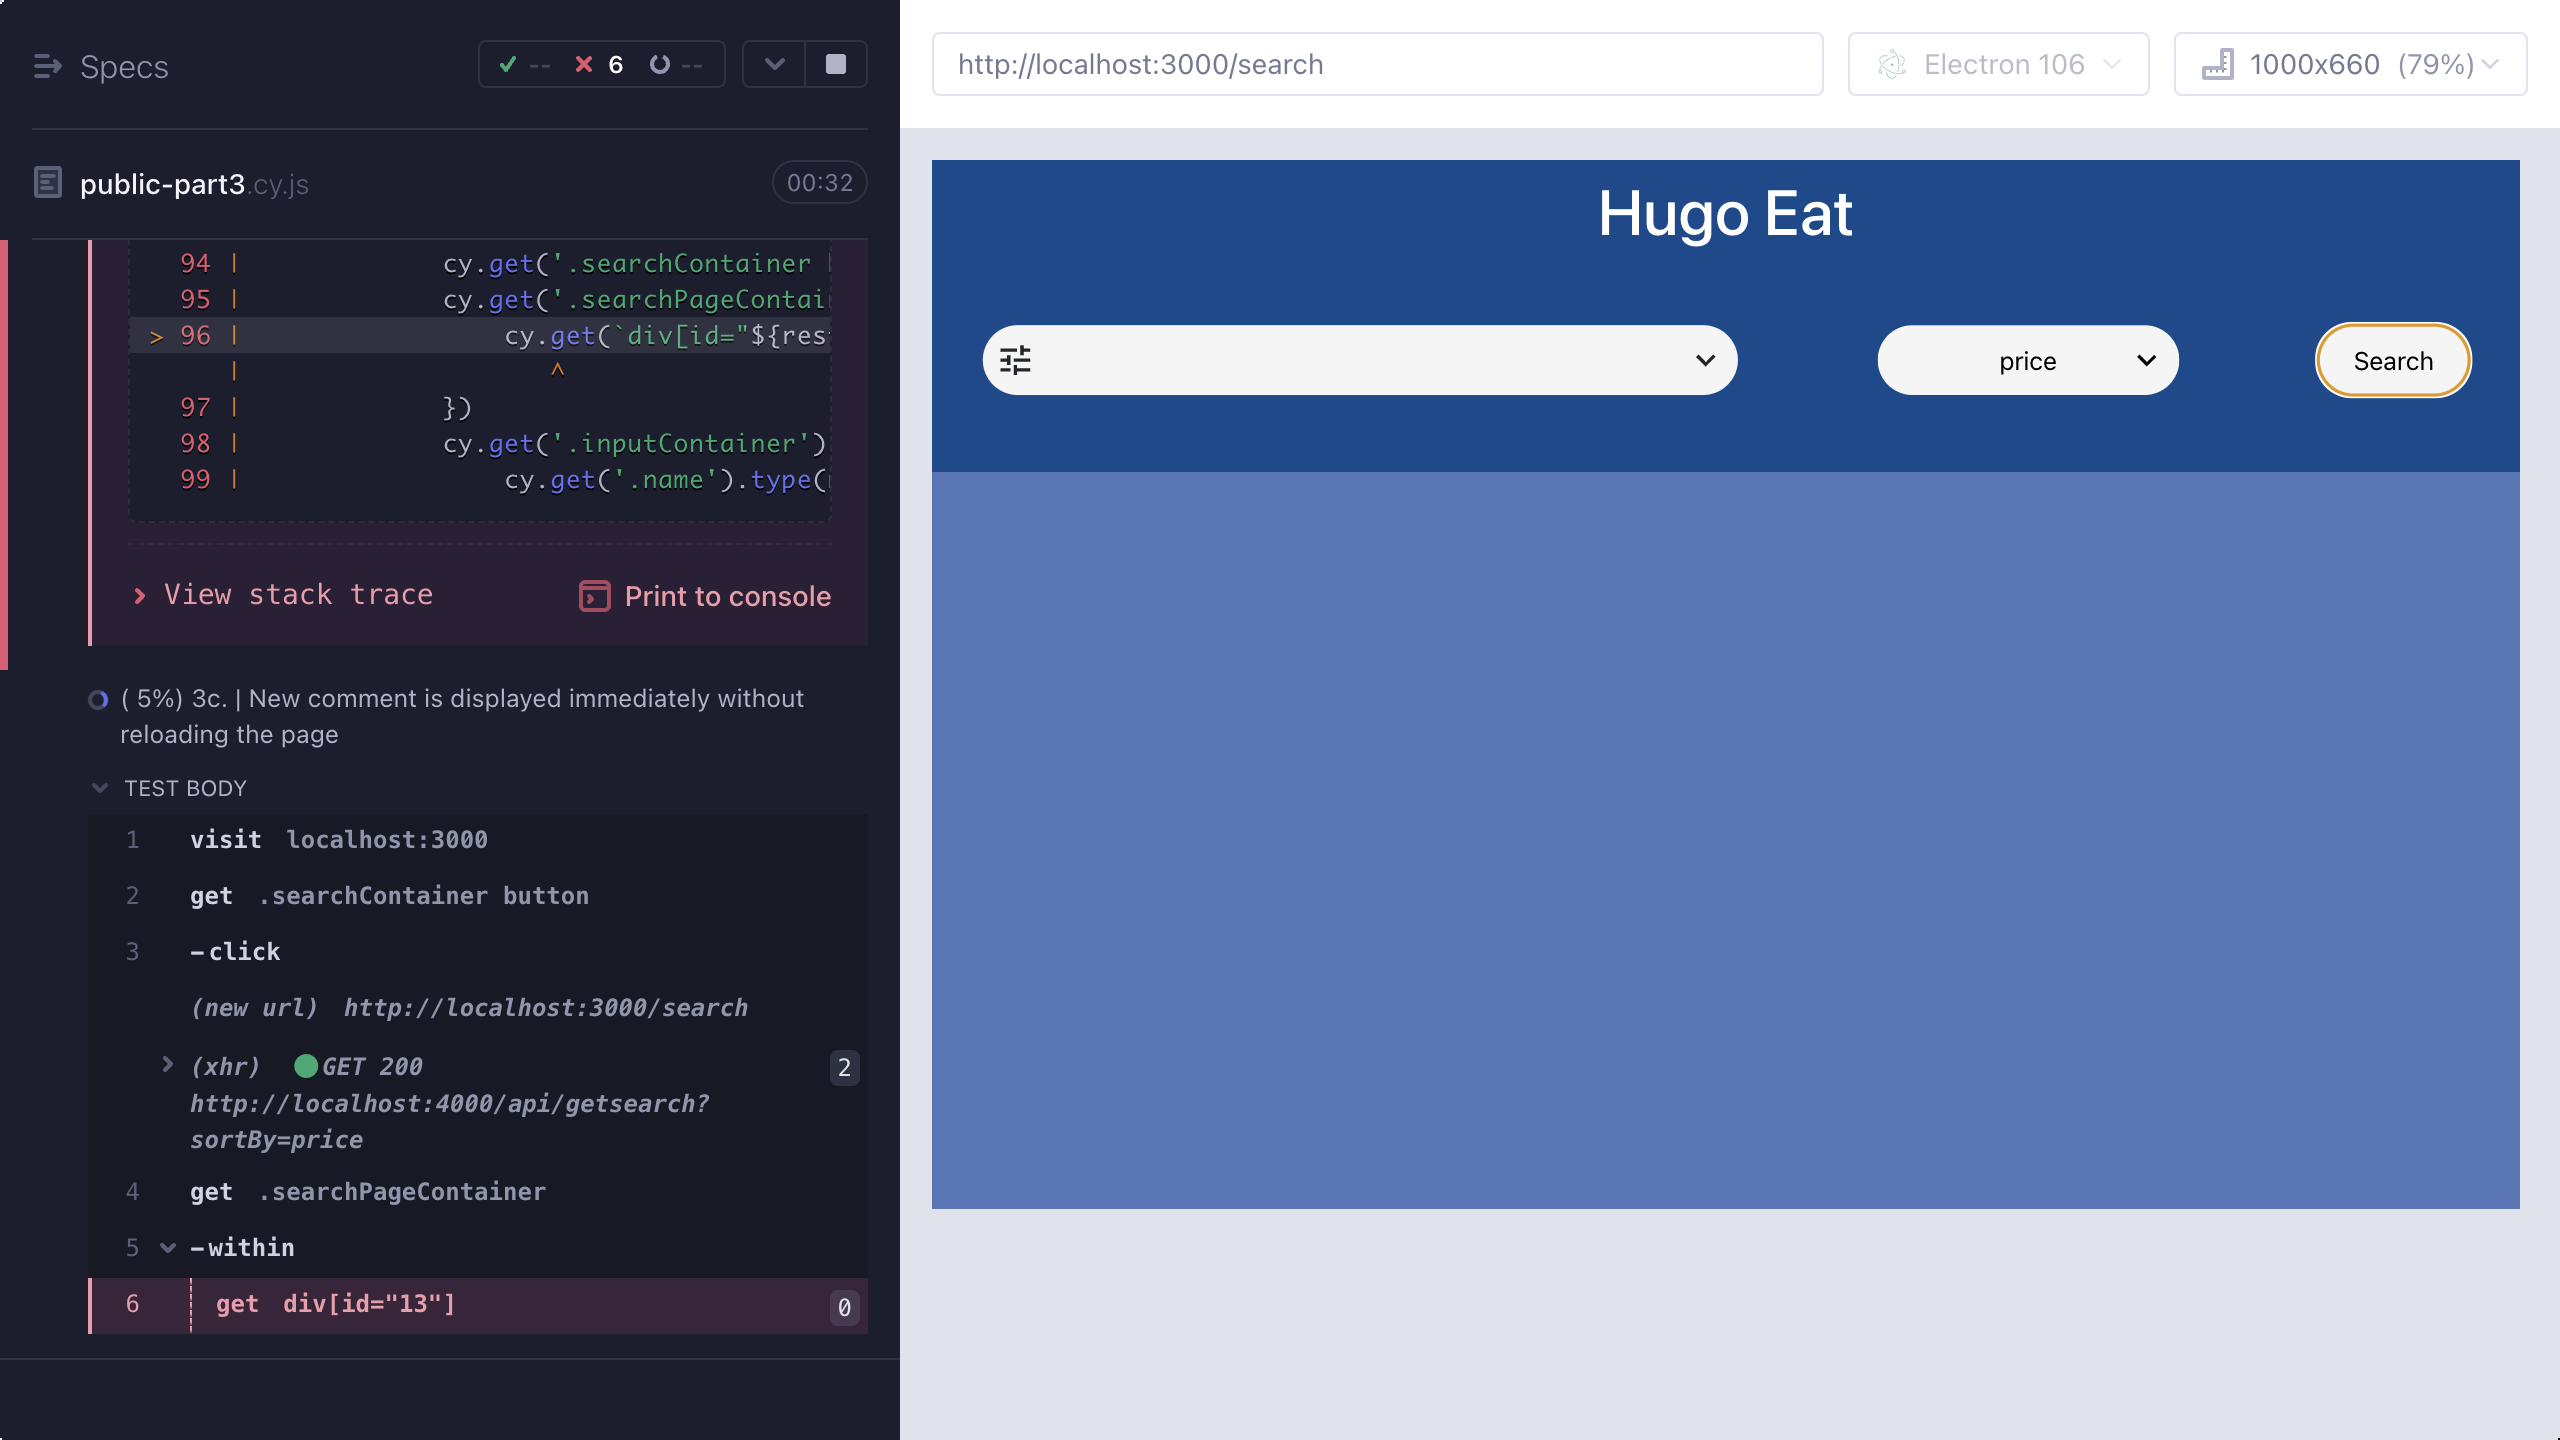 Specs
-- 6 --
public-part3.cy.js
00:32
94 | cy.get('.searchContainer
95 | cy.get('.searchPageContai
> 96 | cy.get(`div[id="${res
| ^
97 | })
98 | cy.get('.inputContainer')
99 | cy.get('.name').type(
View stack trace
Print to console
( 5%) 3c. | New comment is displayed immediately without
reloading the page
TEST BODY
1 visit localhost:3000
2 get .searchContainer button
3 -click
(new url) http://localhost:3000/search
(xhr) GET 200 2
http://localhost:4000/api/getsearch?
sortBy=price
4 get .searchPageContainer
5 -within
6 get div[id="13"] 0
http://localhost:3000/search
Electron 106
1000x660 (79%)
Hugo Eat
price
Search